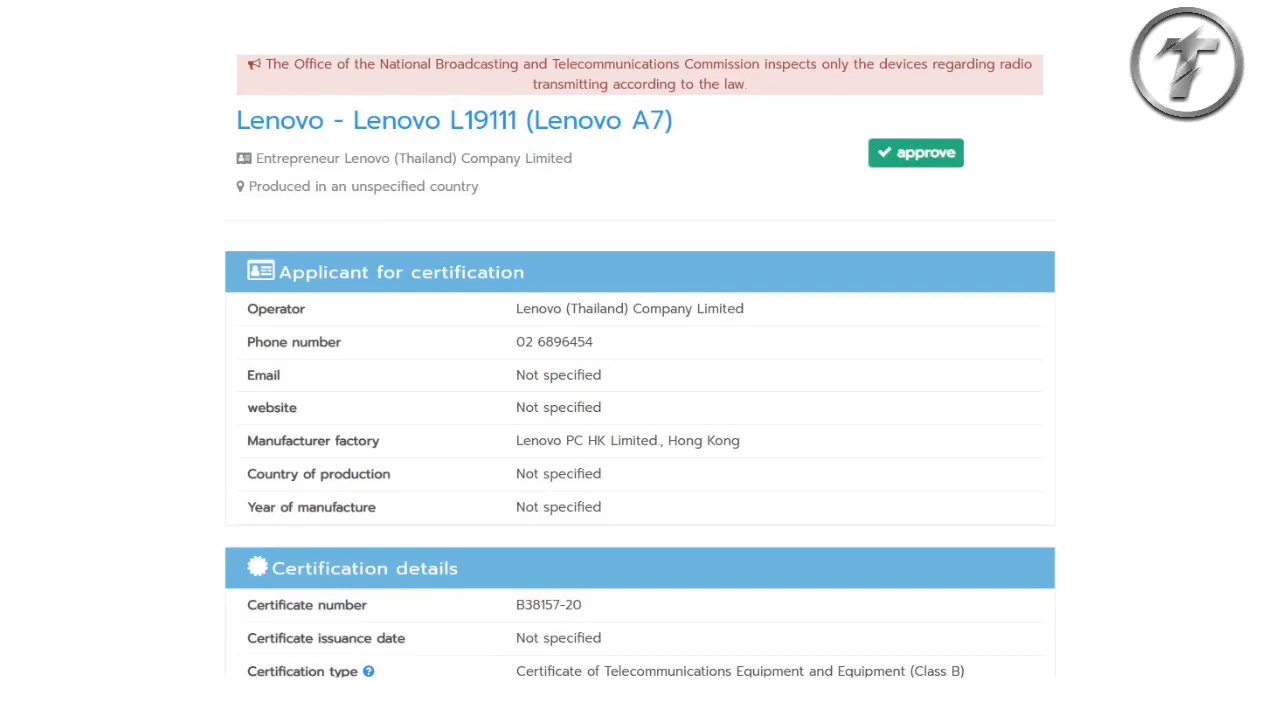 The Office of the National Broadcasting and Telecommunications Commission inspects only the devices regarding radio
transmitting according to the law.
Lenovo - Lenovo L19111 (Lenovo A7)
Entrepreneur Lenovo (Thailand) Company Limited
approve
Produced in an unspecified country
Applicant for certification
Operator Lenovo (Thailand) Company Limited
Phone number 02 6896454
Email Not specified
website Not specified
Manufacturer factory Lenovo PC HK Limited., Hong Kong
Country of production Not specified
Year of manufacture Not specified
Certification details
Certificate number B38157-20
Certificate issuance date Not specified
Certification type ? Certificate of Telecommunications Equipment and Equipment (Class B)